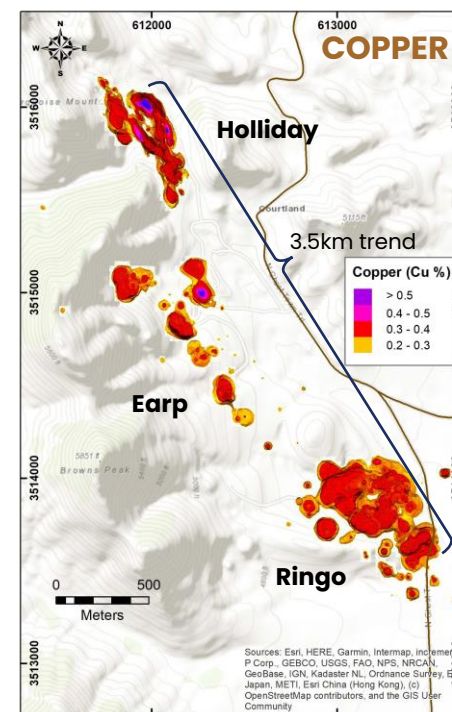 612000
613000
COPPER
N
W E
S
3516000
Holliday
Courtland
3.5km trend
Copper (Cu %)
> 0.5
0.4 - 0.5
0.3 - 0.4
0.2 - 0.3
3515000
Earp
5851 ft
Browns Peak
3514000
Ringo
0 500
Meters
3513000
Sources: Esri, HERE, Garmin, Intermap, increment
P Corp., GEBCO, USGS, FAO, NPS, NRCAN,
GeoBase, IGN, Kadaster NL, Ordnance Survey, E
Japan, METI, Esri China (Hong Kong), (c)
OpenStreetMap contributors, and the GIS User
Community